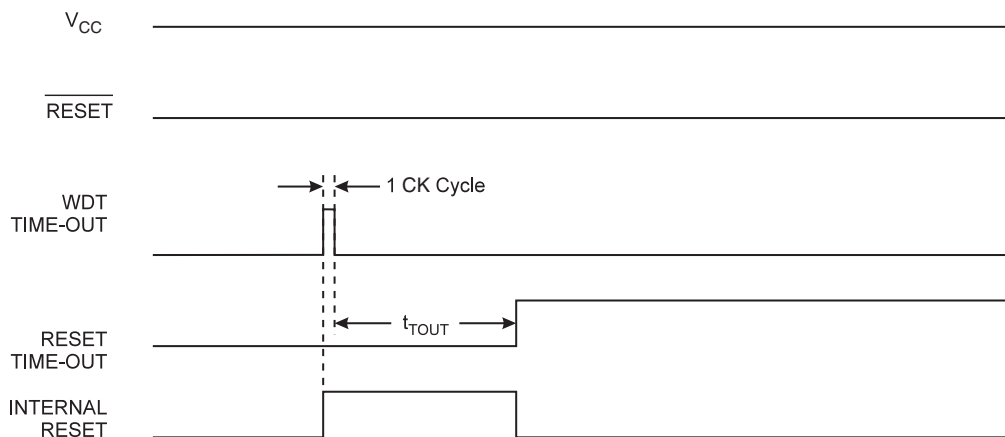 VCC
RESET
1 CK Cycle
WDT
TIME-OUT
tTOUT
RESET
TIME-OUT
INTERNAL
RESET